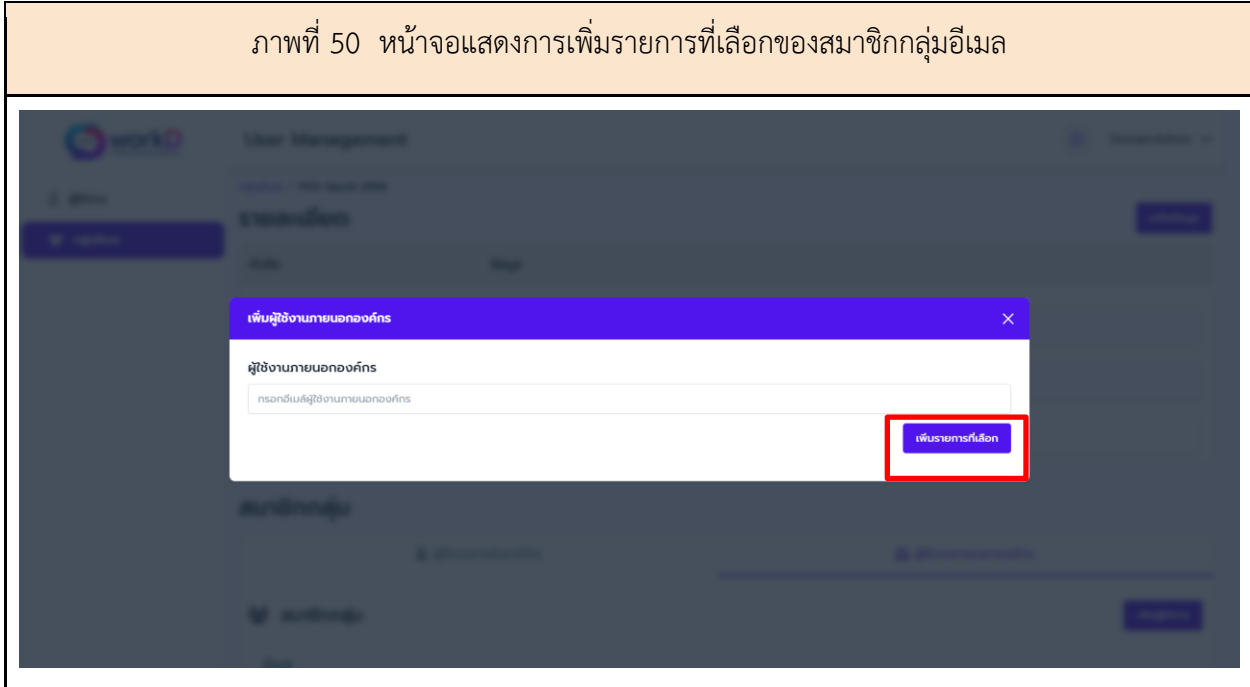 ภาพที่ 50 หน้าจอแสดงการเพิ่มรายการที่เลือกของสมาชิกกลุ่มอีเมล
workD
User Management
รายละเอียด
เพิ่มผู้ใช้งานภายนอกองค์กร
ผู้ใช้งานภายนอกองค์กร
กรอกอีเมล์ผู้ใช้งานภายนอกองค์กร
เพิ่มรายการที่เลือก
สมาชิกกลุ่ม
สมาชิกกลุ่ม